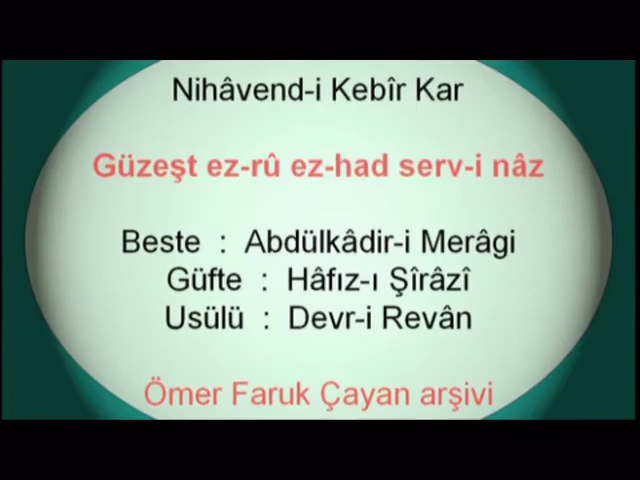 Nihâvend-i Kebîr Kar
Güzeşt ez-rû ez-had serv-i nâz
Beste : Abdülkâdir-i Merâgi
Güfte : Hâfız-ı Şîrâzî
Usülü : Devr-i Revân
Ömer Faruk Çayan arşivi